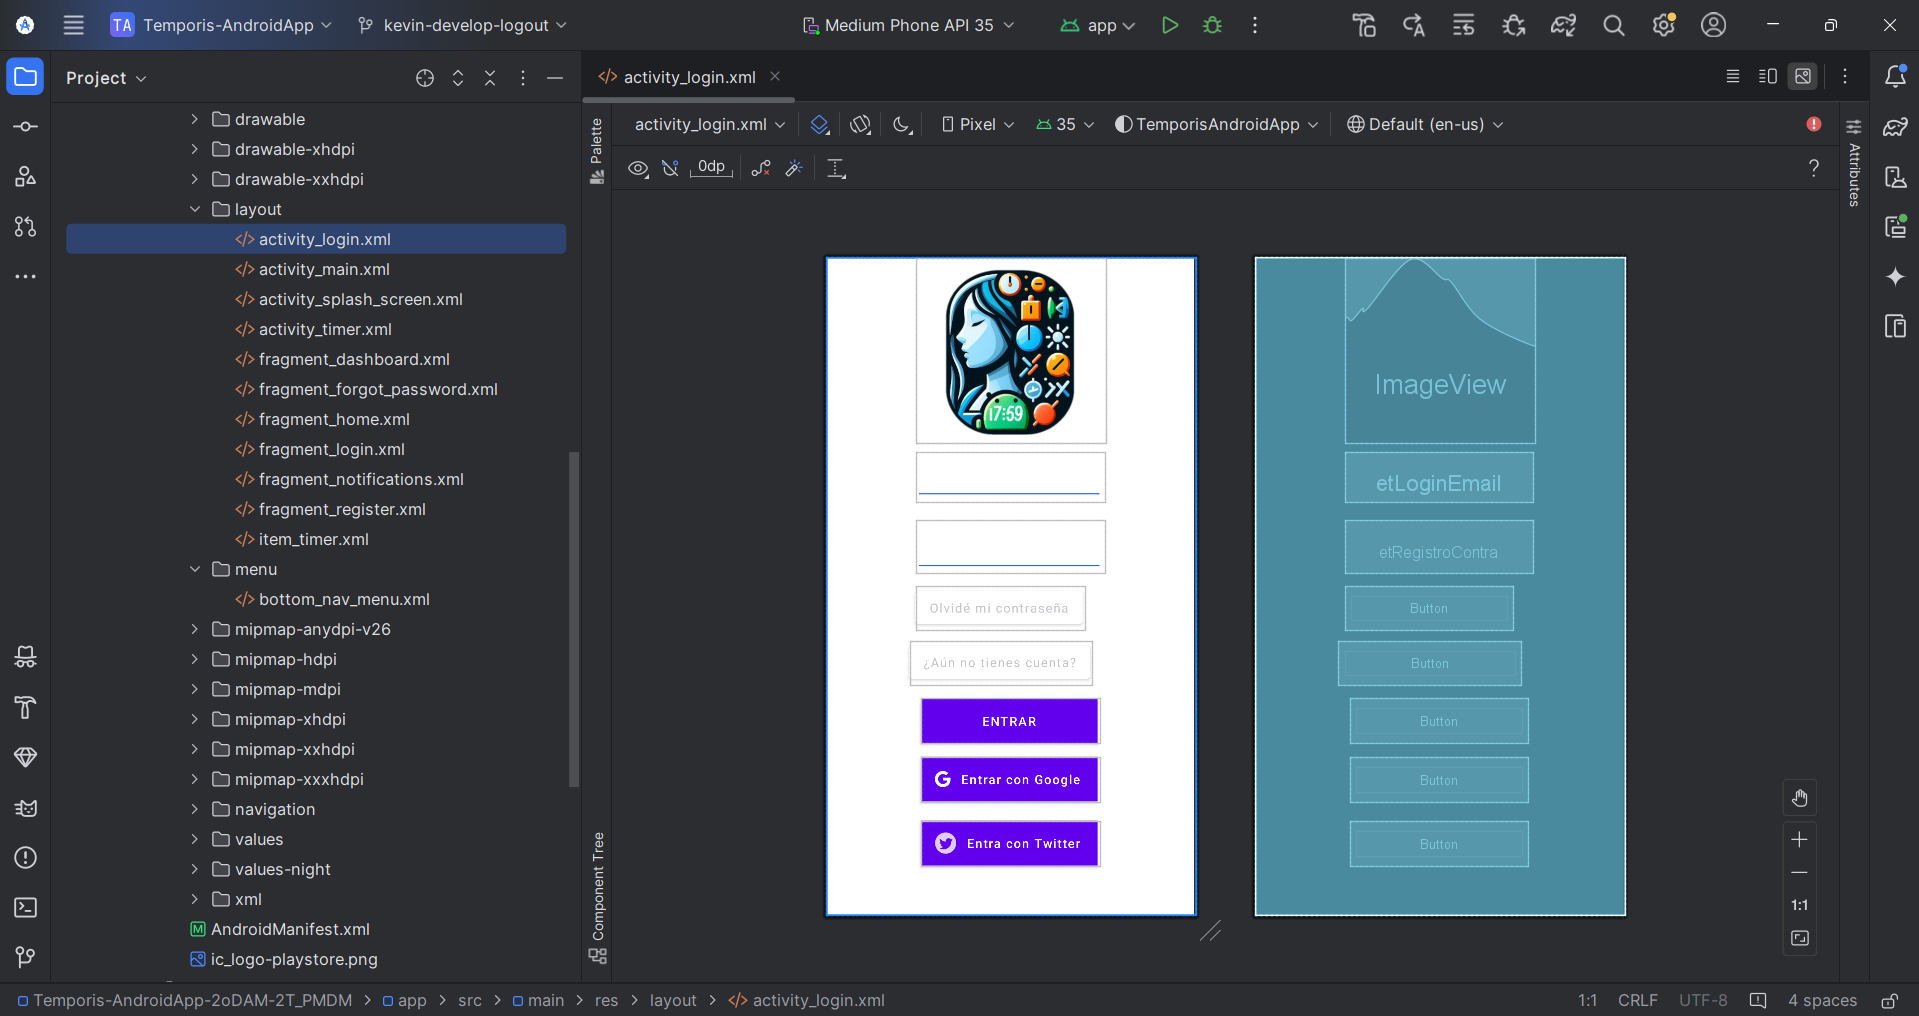 TA Temporis-AndroidApp kevin-develop-logout Medium Phone API 35 app
Project
activity_login.xml
drawable
drawable-xhdpi
drawable-xxhdpi
layout
activity_login.xml
activity_main.xml
activity_splash_screen.xml
activity_timer.xml
fragment_dashboard.xml
fragment_forgot_password.xml
fragment_home.xml
fragment_login.xml
fragment_notifications.xml
fragment_register.xml
item_timer.xml
menu
bottom_nav_menu.xml
mipmap-anydpi-v26
mipmap-hdpi
mipmap-mdpi
mipmap-xhdpi
mipmap-xxhdpi
mipmap-xxxhdpi
navigation
values
values-night
xml
AndroidManifest.xml
ic_logo-playstore.png
Palette
Component Tree
activity_login.xml Pixel 35 TemporisAndroidApp Default (en-us)
0dp
?
Attributes
17:59
Olvidé mi contraseña
¿Aún no tienes cuenta?
ENTRAR
G Entrar con Google
Entra con Twitter
ImageView
etLoginEmail
etRegistroContra
Button
Button
Button
Button
Button
1:1
Temporis-AndroidApp-2oDAM-2T_PMDM > app > src > main > res > layout > activity_login.xml
1:1 CRLF UTF-8 4 spaces